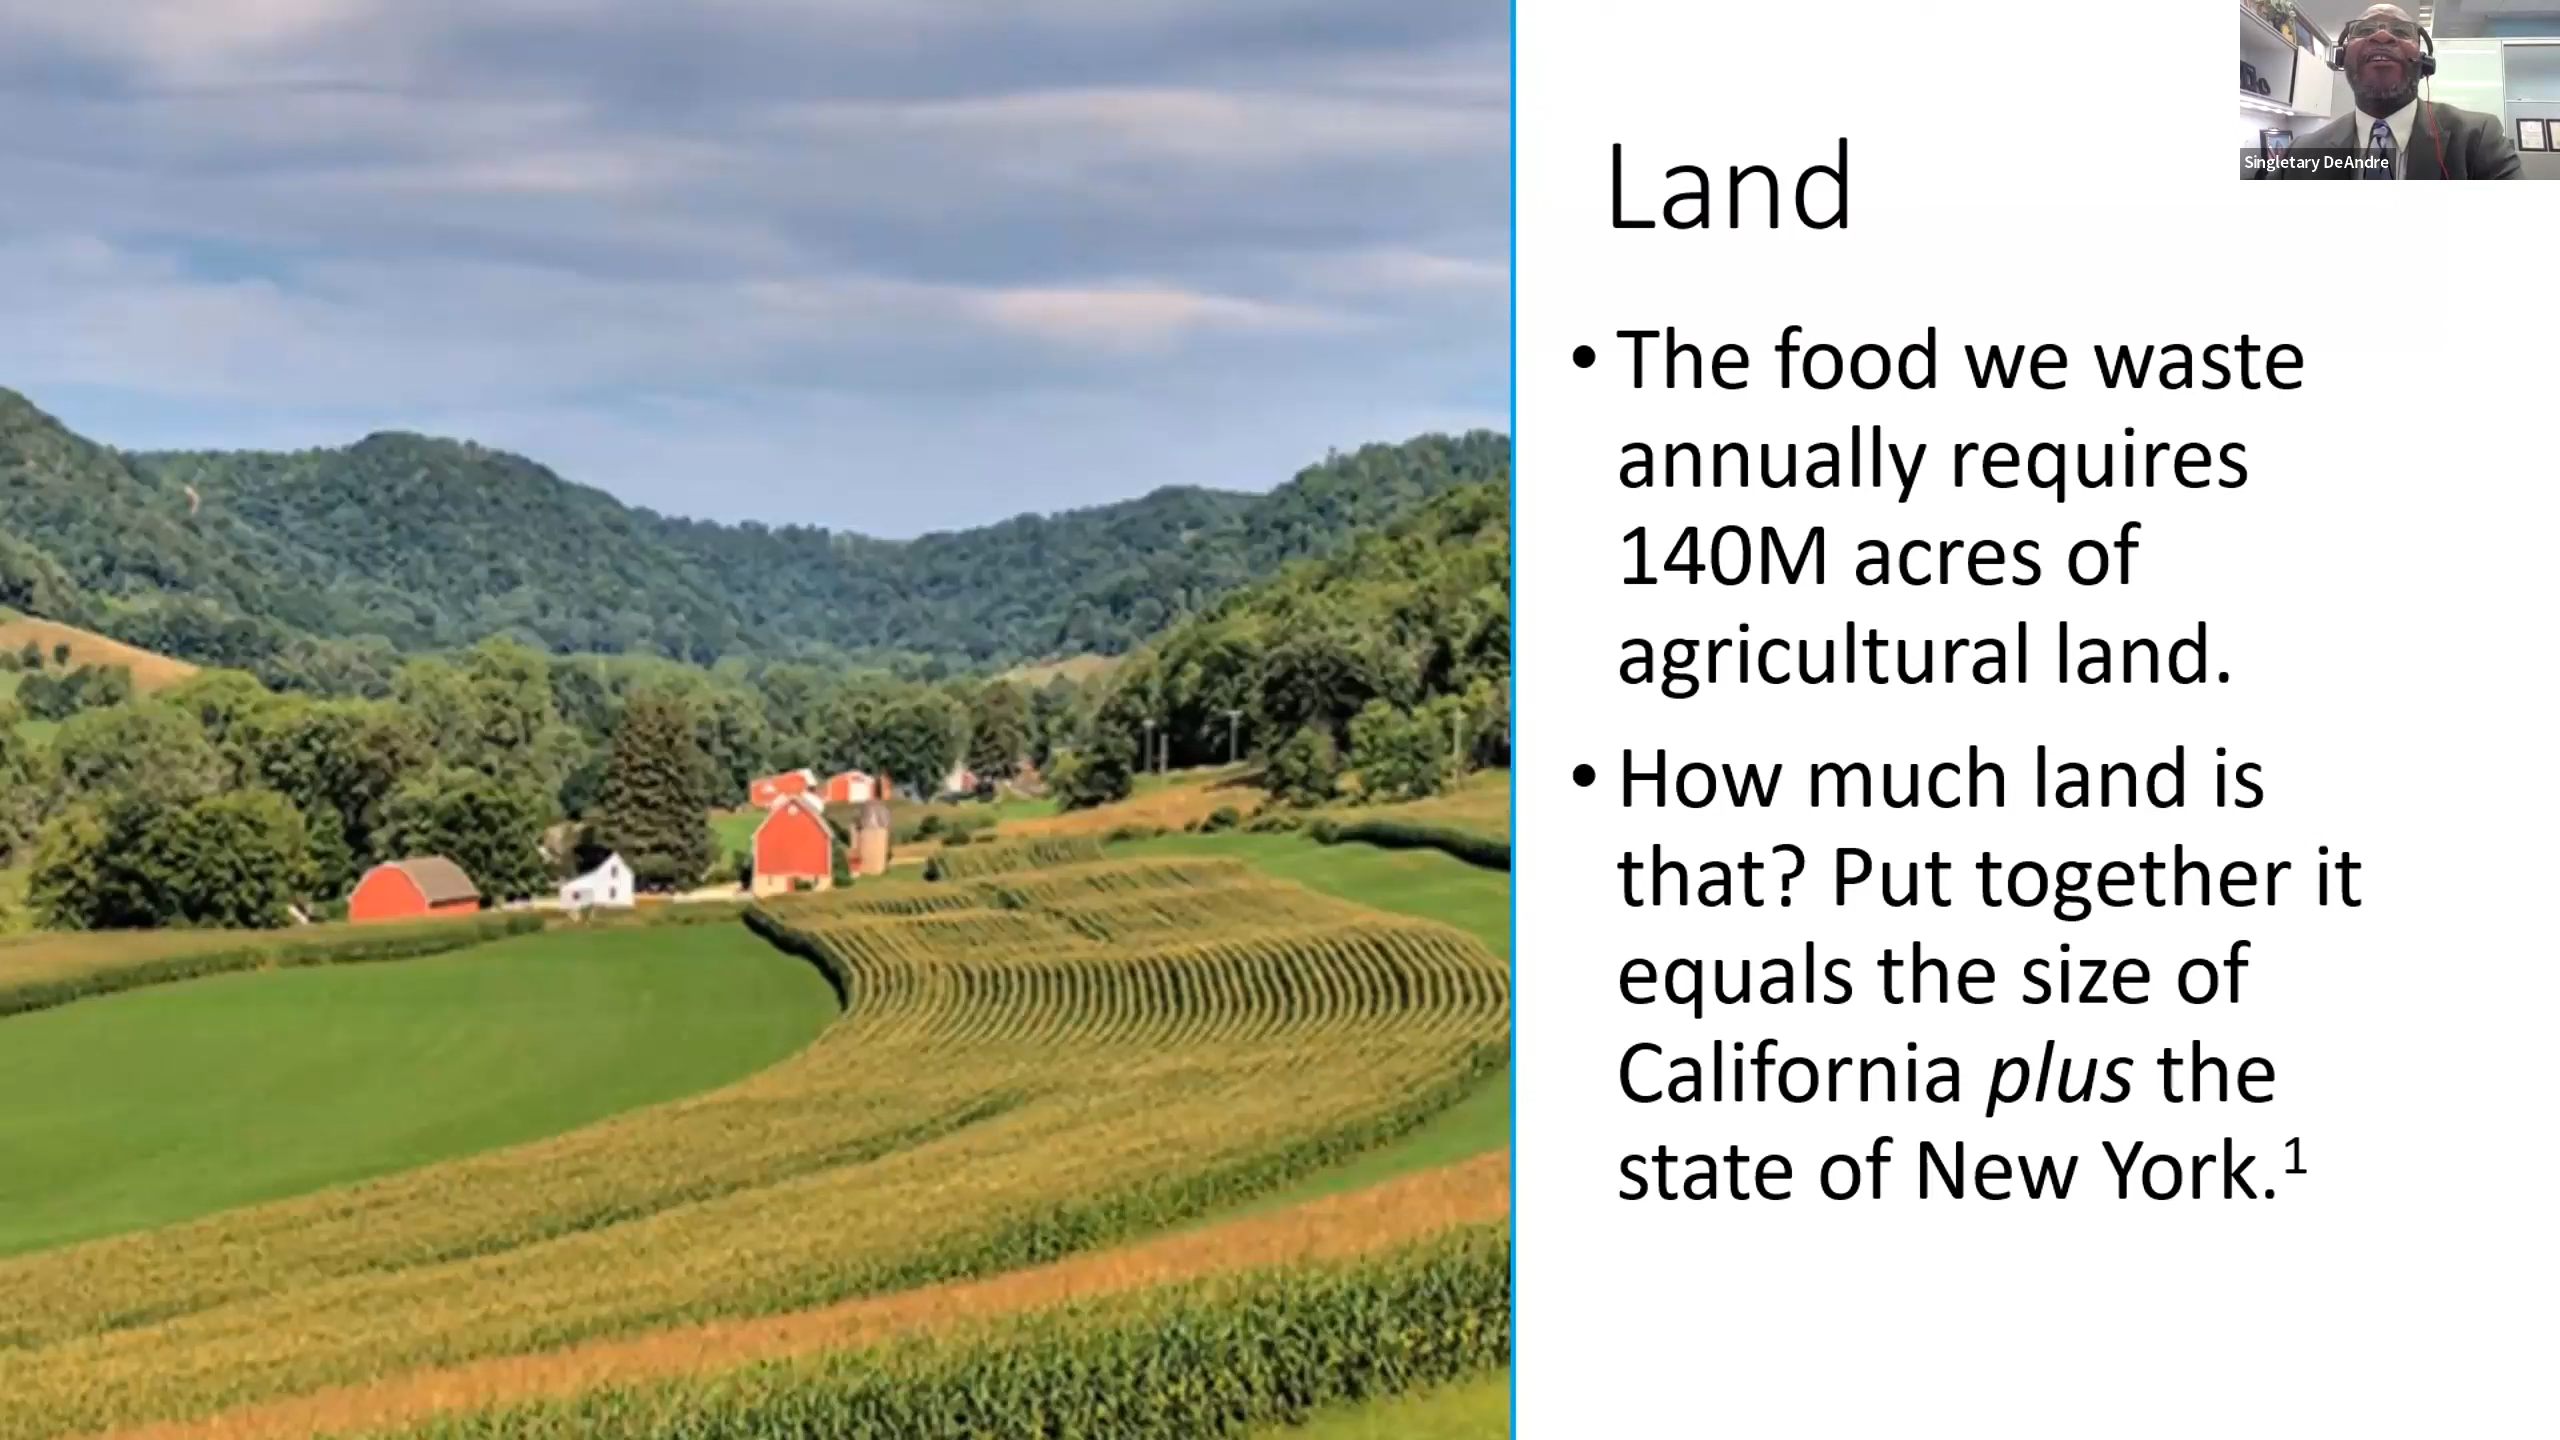 Land
• The food we waste
annually requires
140M acres of
agricultural land.
• How much land is
that? Put together it
equals the size of
California plus the
state of New York.¹
Singletary DeAndre